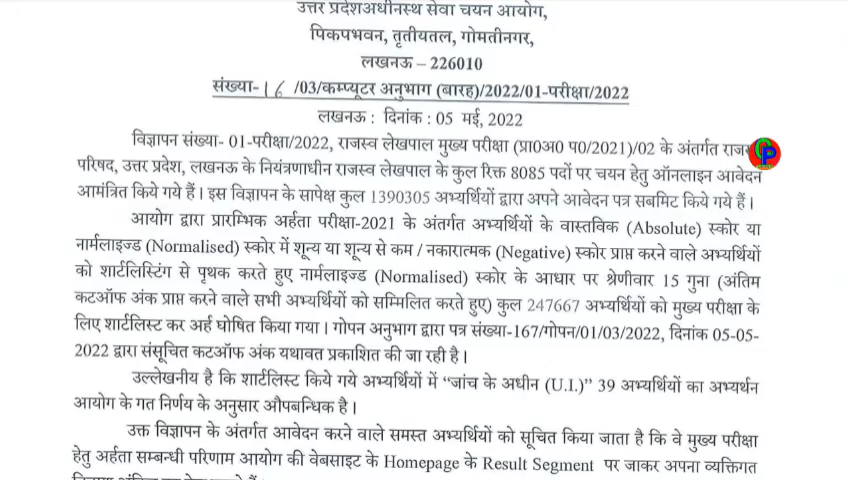 उत्तर प्रदेशअधीनस्थ सेवा चयन आयोग,
पिकपभवन, तृतीयतल, गोमतीनगर,
लखनऊ – 226010
संख्या- 16 /03/कम्प्यूटर अनुभाग (बारह)/2022/01-परीक्षा/2022
लखनऊ : दिनांक : 05 मई, 2022
विज्ञापन संख्या- 01-परीक्षा/2022, राजस्व लेखपाल मुख्य परीक्षा (प्रा0अ0 प0/2021)/02 के अंतर्गत
परिषद, उत्तर प्रदेश, लखनऊ के नियंत्रणाधीन राजस्व लेखपाल के कुल रिक्त 8085 पदों पर चयन हेतु ऑनलाइन आवेदन
आमंत्रित किये गये हैं। इस विज्ञापन के सापेक्ष कुल 1390305 अभ्यर्थियों द्वारा अपने आवेदन पत्र सबमिट किये गये हैं।
आयोग द्वारा प्रारम्भिक अर्हता परीक्षा-2021 के अंतर्गत अभ्यर्थियों के वास्तविक (Absolute) स्कोर या
नार्मलाइज्ड (Normalised) स्कोर में शून्य या शून्य से कम / नकारात्मक (Negative) स्कोर प्राप्त करने वाले अभ्यर्थियों
को शार्टलिस्टिंग से पृथक करते हुए नार्मलाइज्ड (Normalised) स्कोर के आधार पर श्रेणीवार 15 गुना (अंतिम
कटऑफ अंक प्राप्त करने वाले सभी अभ्यर्थियों को सम्मिलित करते हुए) कुल 247667 अभ्यर्थियों को मुख्य परीक्षा के
लिए शार्टलिस्ट कर अर्ह घोषित किया गया। गोपन अनुभाग द्वारा पत्र संख्या-167/गोपन/01/03/2022, दिनांक 05-05-
2022 द्वारा संसूचित कटऑफ अंक यथावत प्रकाशित की जा रही है।
उल्लेखनीय है कि शार्टलिस्ट किये गये अभ्यर्थियों में "जांच के अधीन (U.I.)" 39 अभ्यर्थियों का अभ्यर्थन
आयोग के गत निर्णय के अनुसार औपबन्धिक है।
उक्त विज्ञापन के अंतर्गत आवेदन करने वाले समस्त अभ्यर्थियों को सूचित किया जाता है कि वे मुख्य परीक्षा
हेतु अर्हता सम्बन्धी परिणाम आयोग की वेबसाइट के Homepage के Result Segment पर जाकर अपना व्यक्तिगत